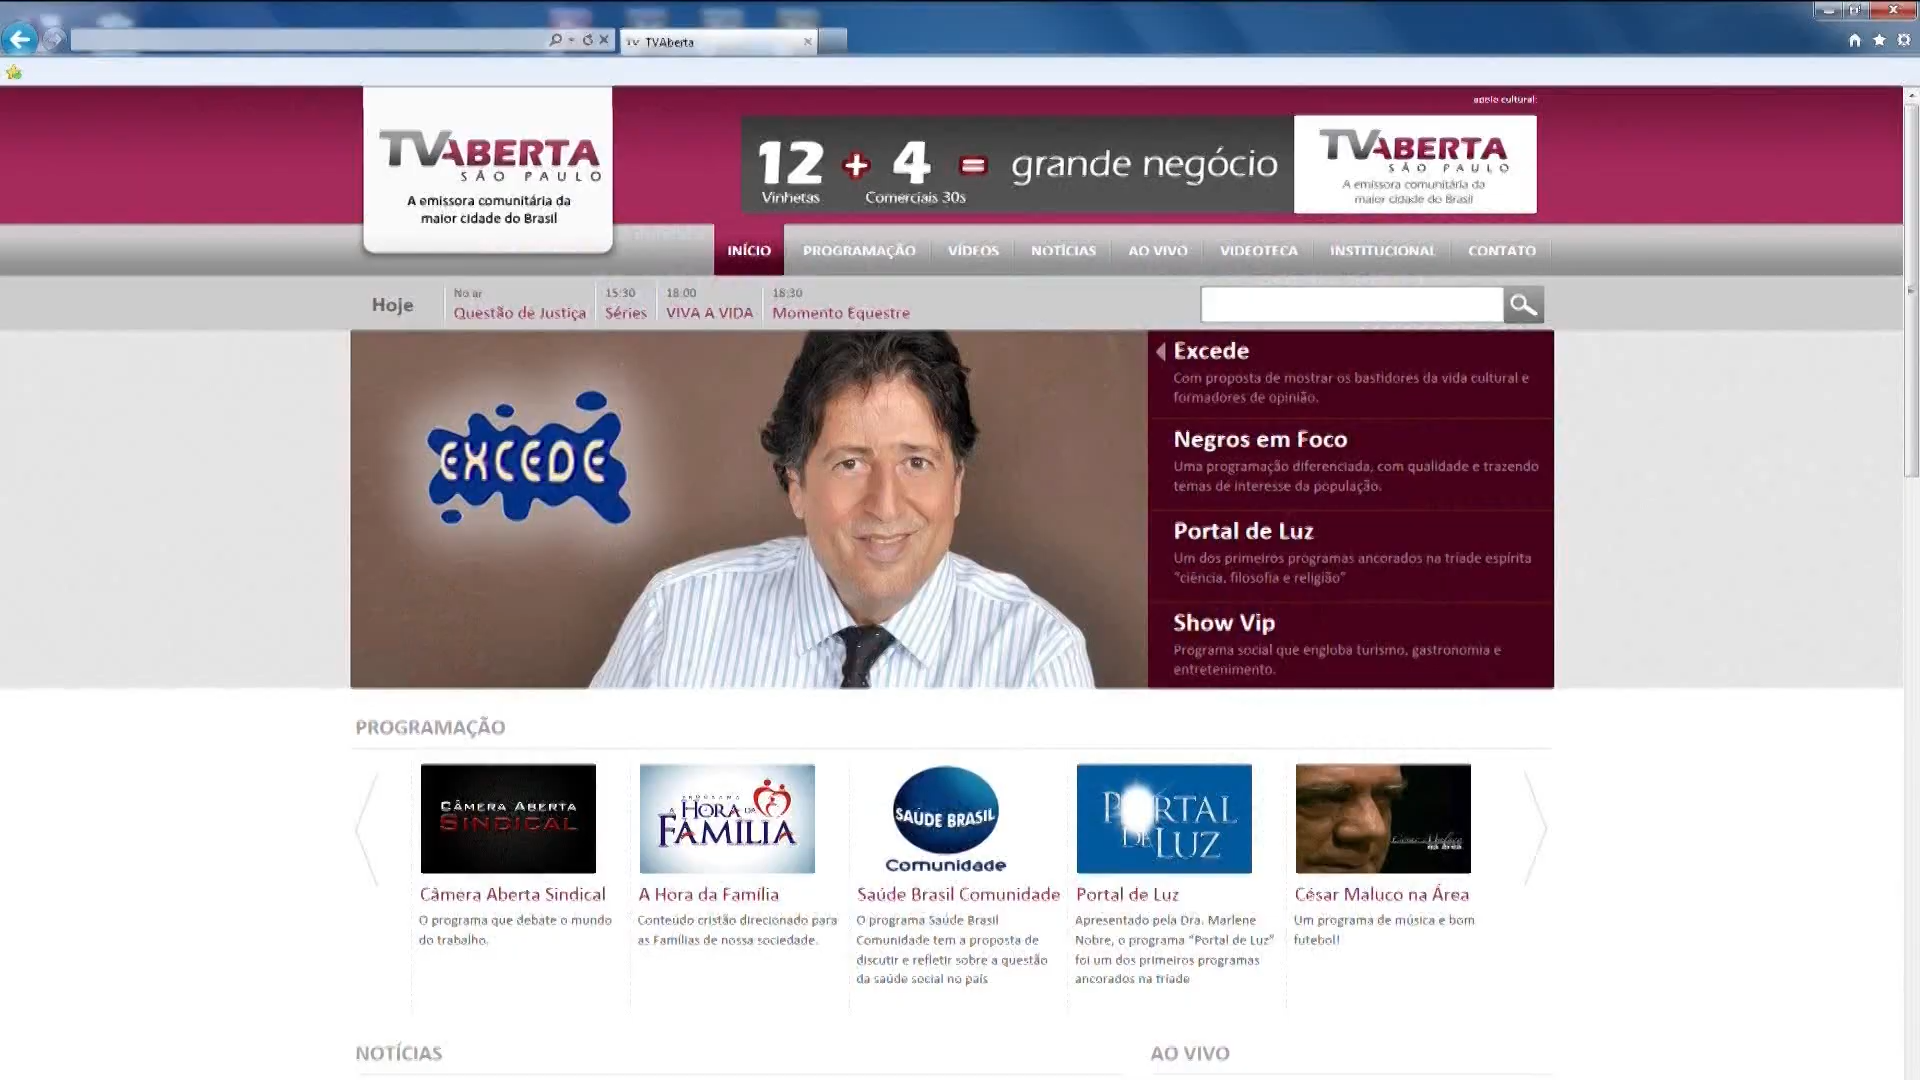 TVAberta
apoio cultural:
TVABERTA
SÃO PAULO
A emissora comunitária da
maior cidade do Brasil
12 + 4 = grande negócio
Vinhetas
Comerciais 30s
TVABERTA
SÃO PAULO
A emissora comunitária da
maior cidade do Brasil
INÍCIO PROGRAMAÇÃO VÍDEOS NOTÍCIAS AO VIVO VIDEOTECA INSTITUCIONAL CONTATO
Hoje
No ar
Questão de Justiça
15:30
Séries
18:00
VIVA A VIDA
18:30
Momento Equestre
EXCEDE
Excede
Com proposta de mostrar os bastidores da vida cultural e
formadores de opinião.
Negros em Foco
Uma programação diferenciada, com qualidade e trazendo
temas de interesse da população.
Portal de Luz
Um dos primeiros programas ancorados na tríade espírita
"ciência, filosofia e religião"
Show Vip
Programa social que engloba turismo, gastronomia e
entretenimento.
PROGRAMAÇÃO
CÂMERA ABERTA
SINDICAL
Câmera Aberta Sindical
O programa que debate o mundo
do trabalho.
PROGRAMA
A HORA DA
FAMÍLIA
A Hora da Família
Conteúdo cristão direcionado para
as Famílias de nossa sociedade.
SAÚDE BRASIL
Comunidade
Saúde Brasil Comunidade
O programa Saúde Brasil
Comunidade tem a proposta de
discutir e refletir sobre a questão
da saúde social no país
PORTAL
DE LUZ
Portal de Luz
Apresentado pela Dra. Marlene
Nobre, o programa "Portal de Luz"
foi um dos primeiros programas
ancorados na tríade
César Maluco
na área
César Maluco na Área
Um programa de música e bom
futebol!
NOTÍCIAS
AO VIVO